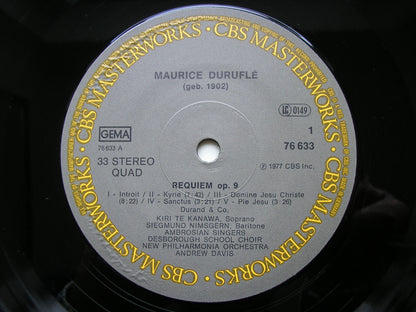 CBS MASTERWORKS · CBS MASTERWORKS · CBS MASTERWORKS · CBS MASTERWORKS ·
MAURICE DURUFLÉ
(geb. 1902)
GEMA
76 633 A
LC 0149
1
76 633
33 STEREO
QUAD
Ⓟ 1977 CBS Inc.
REQUIEM op. 9
I - Introit / II - Kyrie (7:42) / III - Domine Jesu Christe
(8:22) / IV - Sanctus (3:21) / V - Pie Jesu (3:26)
Durand & Co.
KIRI TE KANAWA, Soprano
SIEGMUND NIMSGERN, Baritone
AMBROSIAN SINGERS
DESBOROUGH SCHOOL CHOIR
NEW PHILHARMONIA ORCHESTRA
ANDREW DAVIS